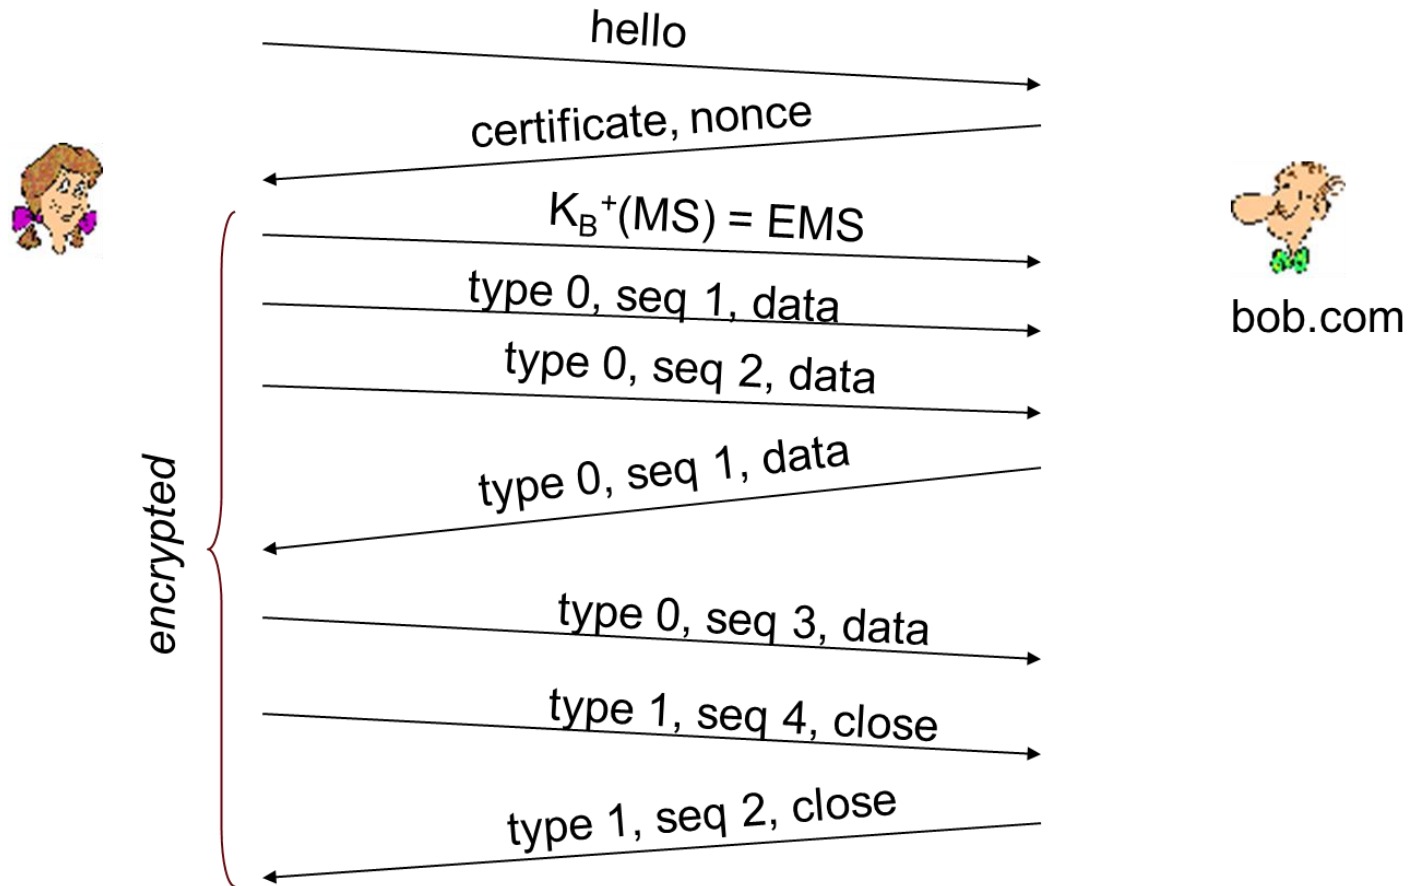 hello
certificate, nonce
K_B^+(MS) = EMS
type 0, seq 1, data
bob.com
type 0, seq 2, data
type 0, seq 1, data
encrypted
type 0, seq 3, data
type 1, seq 4, close
type 1, seq 2, close